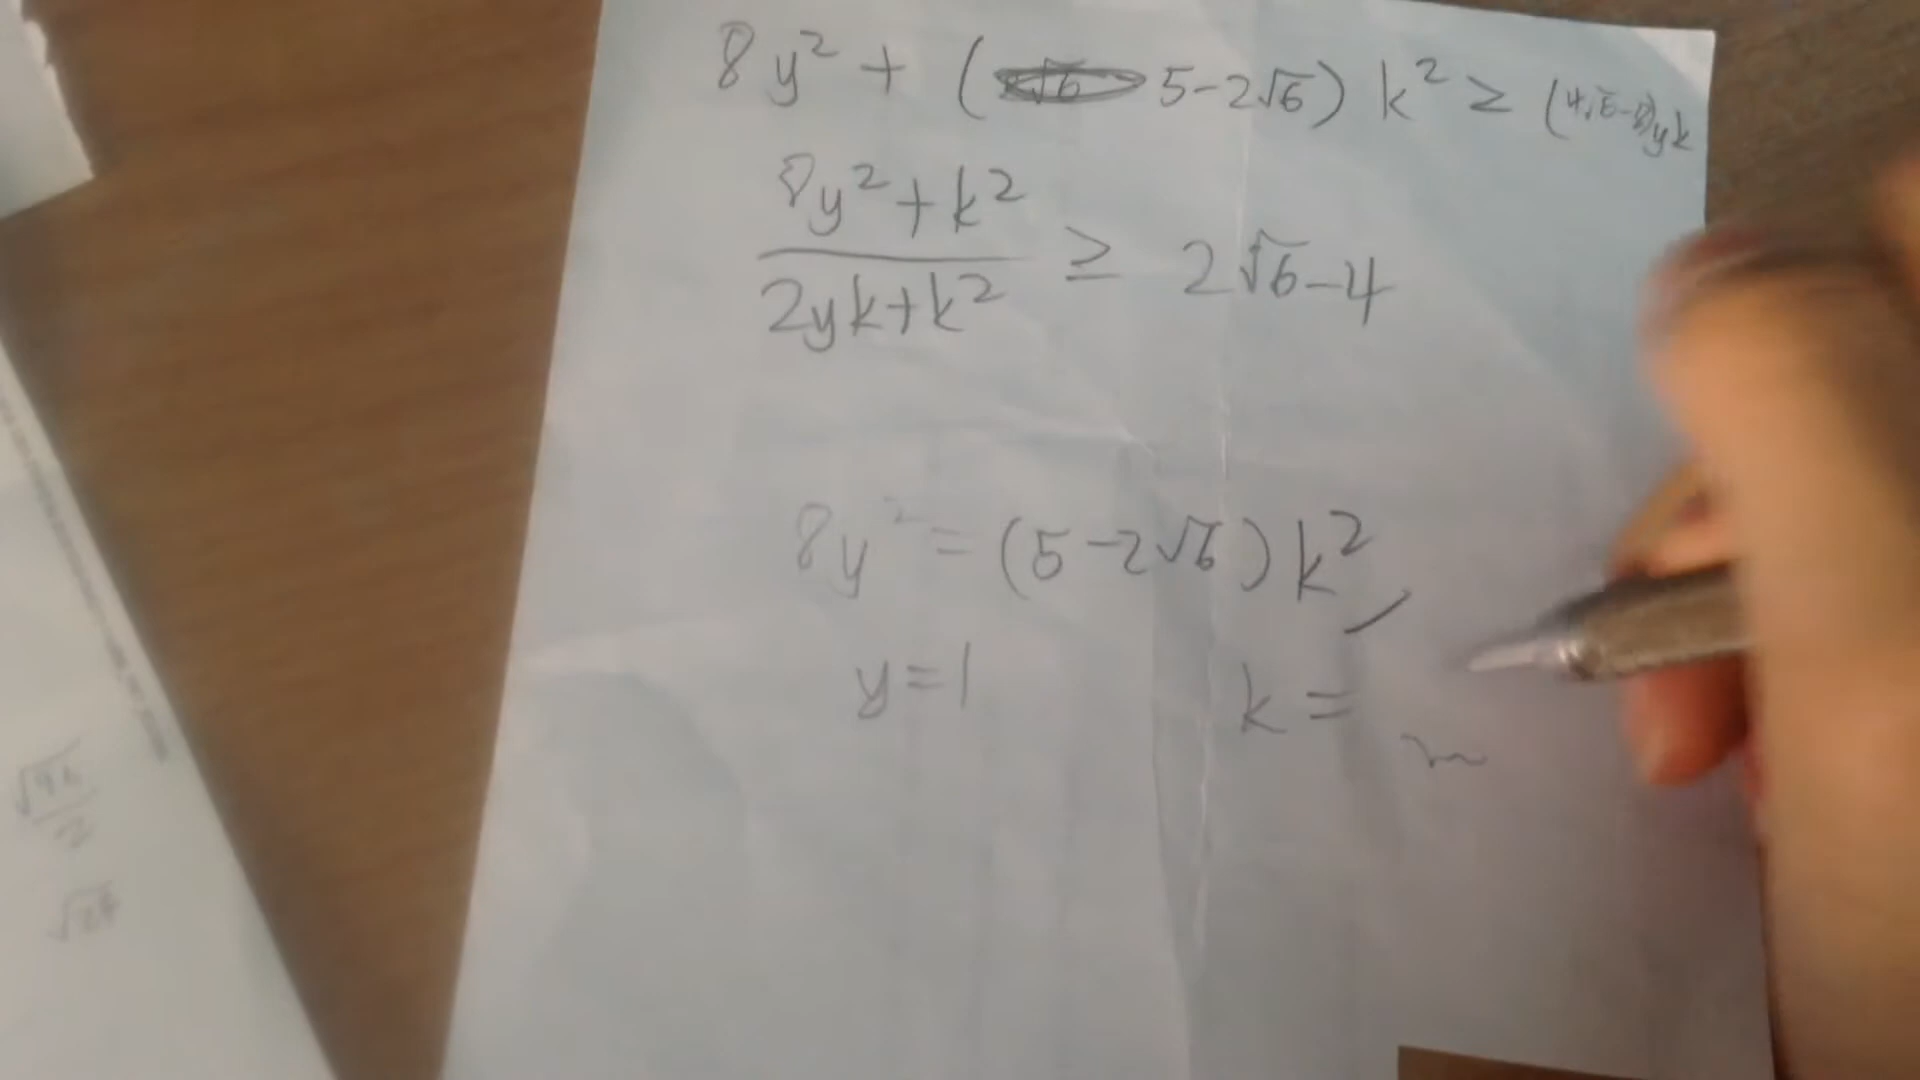 8y² + (5-2√6) k² ≥ (4√6-8)yk
8y²+k²
2yk+k²
≥ 2√6-4
8y² = (5-2√6)k²,
y=1 k=
2